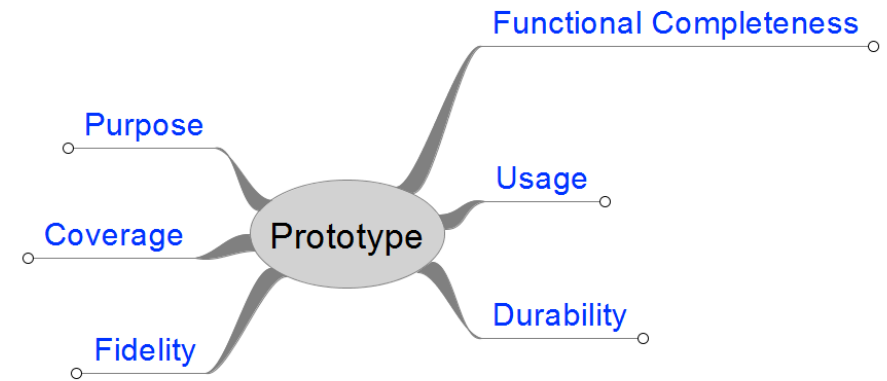 Functional Completeness
Purpose
Usage
Coverage
Prototype
Durability
Fidelity